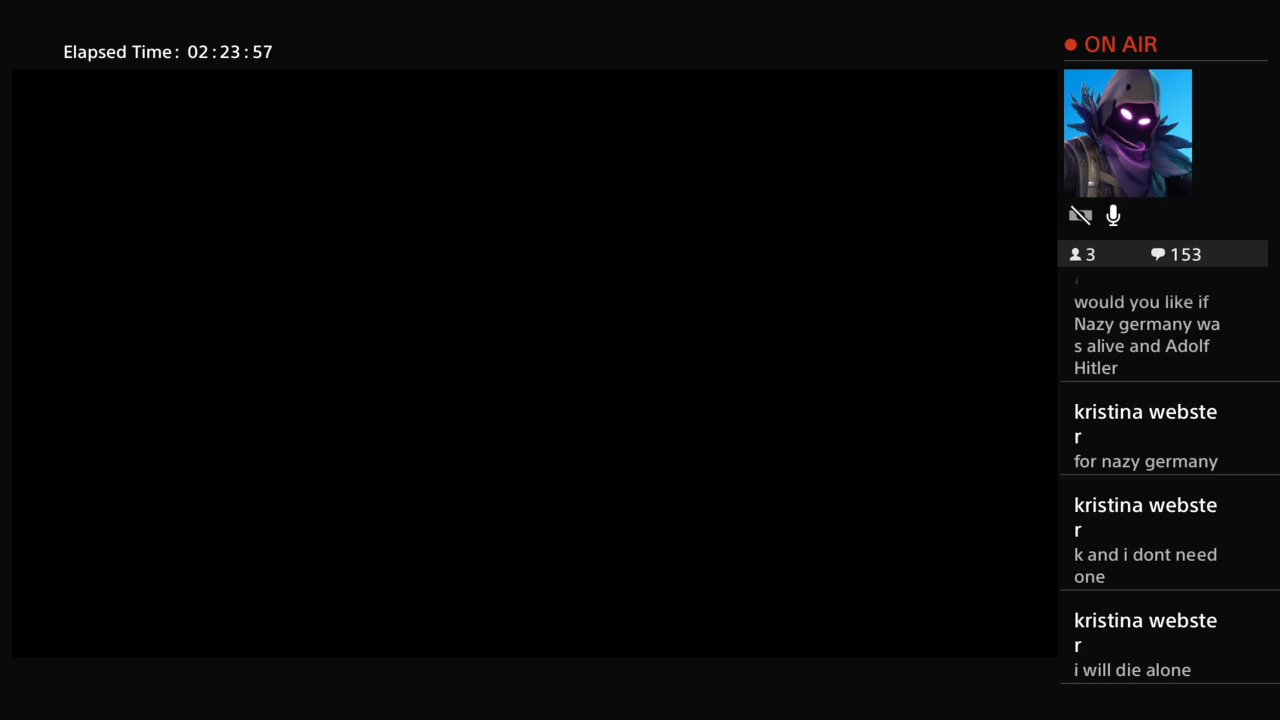 Elapsed Time: 02:23:57
ON AIR
3 153
would you like if
Nazy germany wa
s alive and Adolf
Hitler
kristina webste
r
for nazy germany
kristina webste
r
k and i dont need
one
kristina webste
r
i will die alone